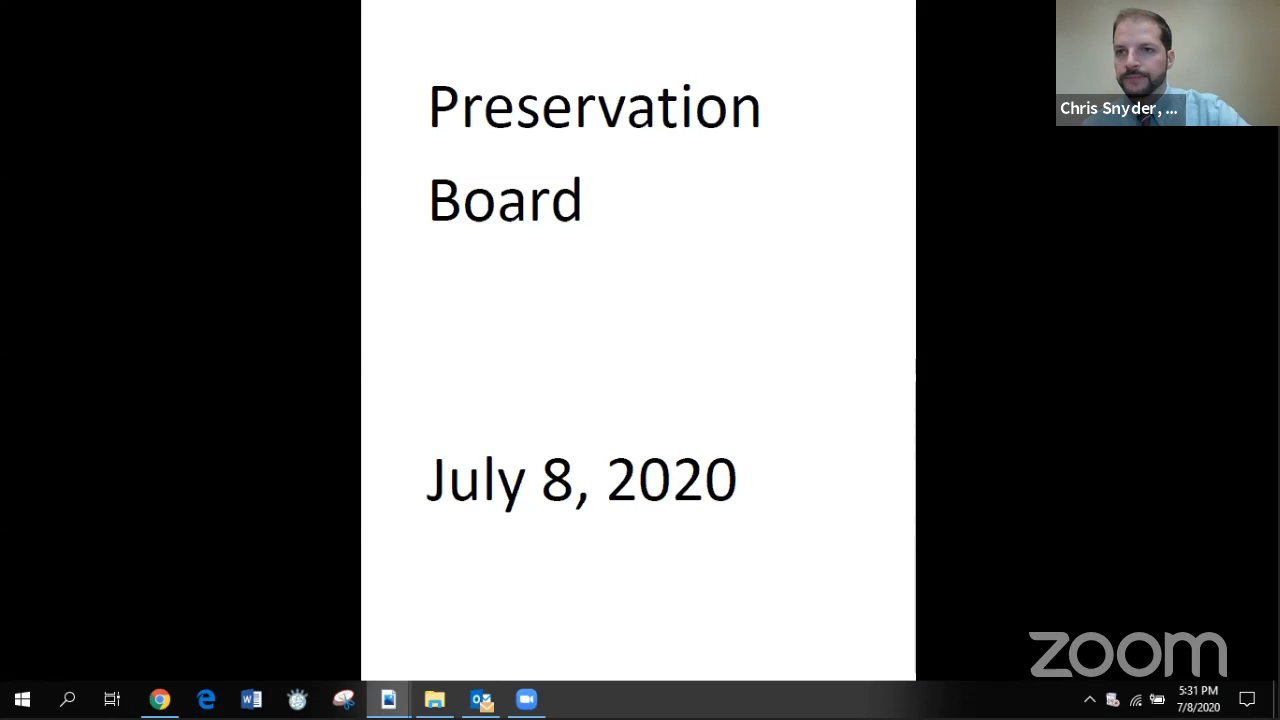 Preservation
Board
July 8, 2020
Chris Snyder, ...
zoom
5:31 PM
7/8/2020